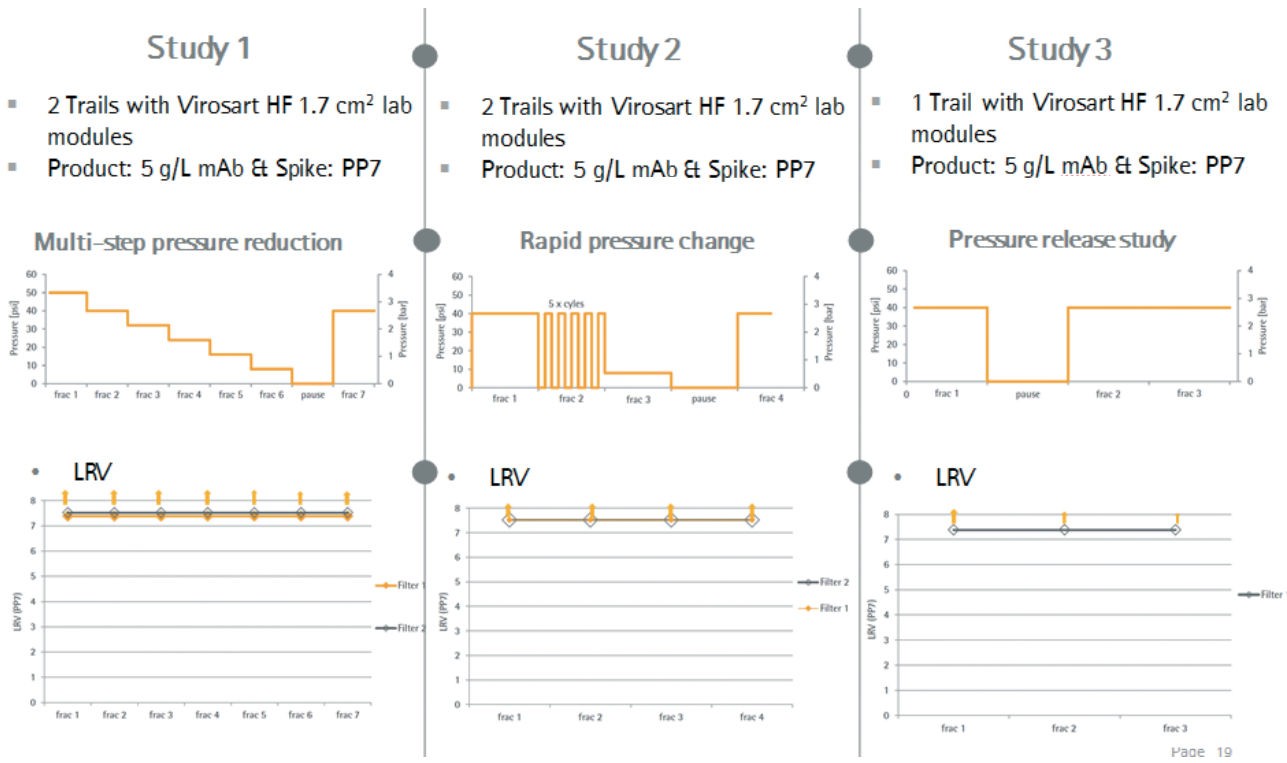 Study 1
2 Trails with Virosart HF 1.7 cm² lab
modules
Product: 5 g/L mAb & Spike: PP7
Multi-step pressure reduction
Pressure [psi]
60
50
40
30
20
10
0
4
3
2
1
0
Pressure [bar]
frac 1 frac 2 frac 3 frac 4 frac 5 frac 6 pause frac 7
LRV
LRV (PP7)
8
7
6
5
4
3
2
1
0
frac 1 frac 2 frac 3 frac 4 frac 5 frac 6 frac 7
Filter 1
Filter 2
Study 2
2 Trails with Virosart HF 1.7 cm² lab
modules
Product: 5 g/L mAb & Spike: PP7
Rapid pressure change
Pressure [psi]
60
50
40
30
20
10
0
5 x cyles
4
3
2
1
0
Pressure [bar]
frac 1 frac 2 frac 3 pause frac 4
LRV
8
7
6
5
4
3
2
1
0
frac 1 frac 2 frac 3 frac 4
Filter 2
Filter 1
Study 3
1 Trail with Virosart HF 1.7 cm² lab
modules
Product: 5 g/L mAb & Spike: PP7
Pressure release study
Pressure [psi]
60
50
40
30
20
10
0
4
3
2
1
0
Pressure [bar]
0 frac 1 pause frac 2 frac 3
LRV
LRV (PP7)
8
7
6
5
4
3
2
1
0
frac 1 frac 2 frac 3
Filter
Page 19